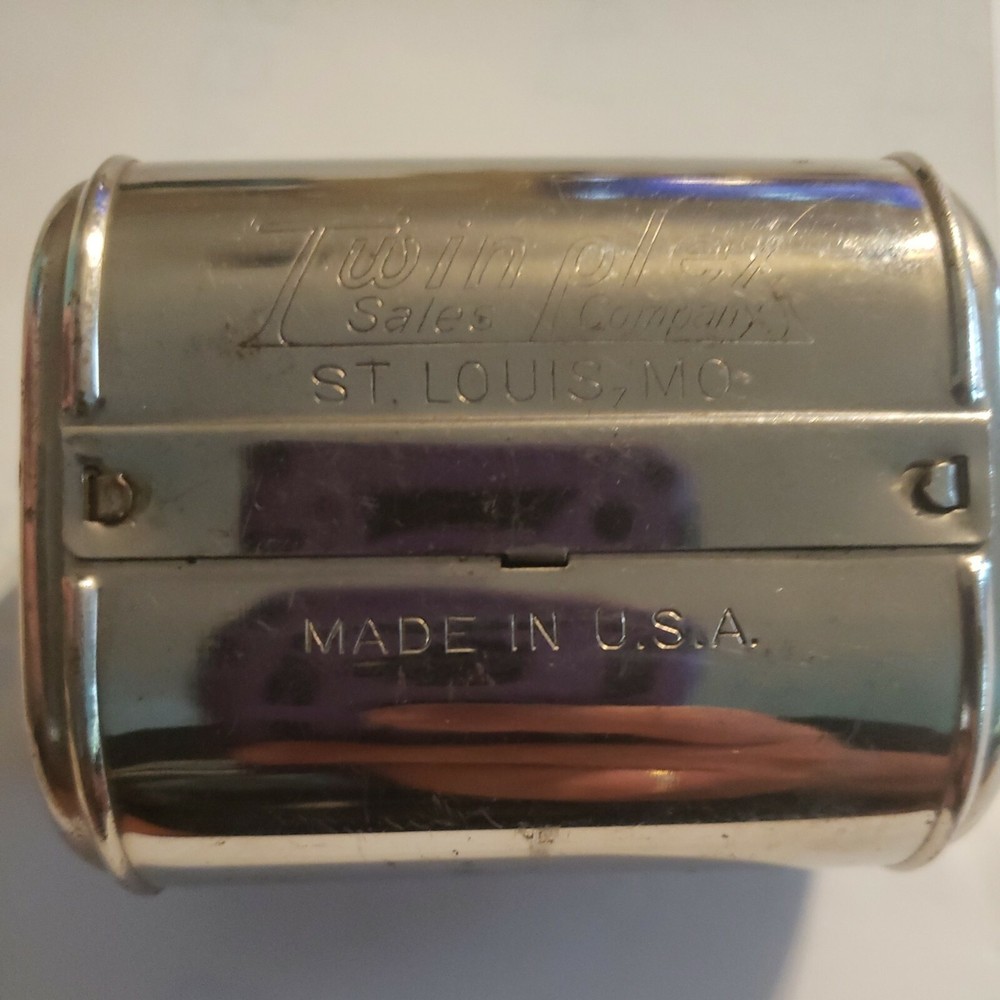 Twinplex
Sales Company
ST. LOUIS, MO.
MADE IN U.S.A.